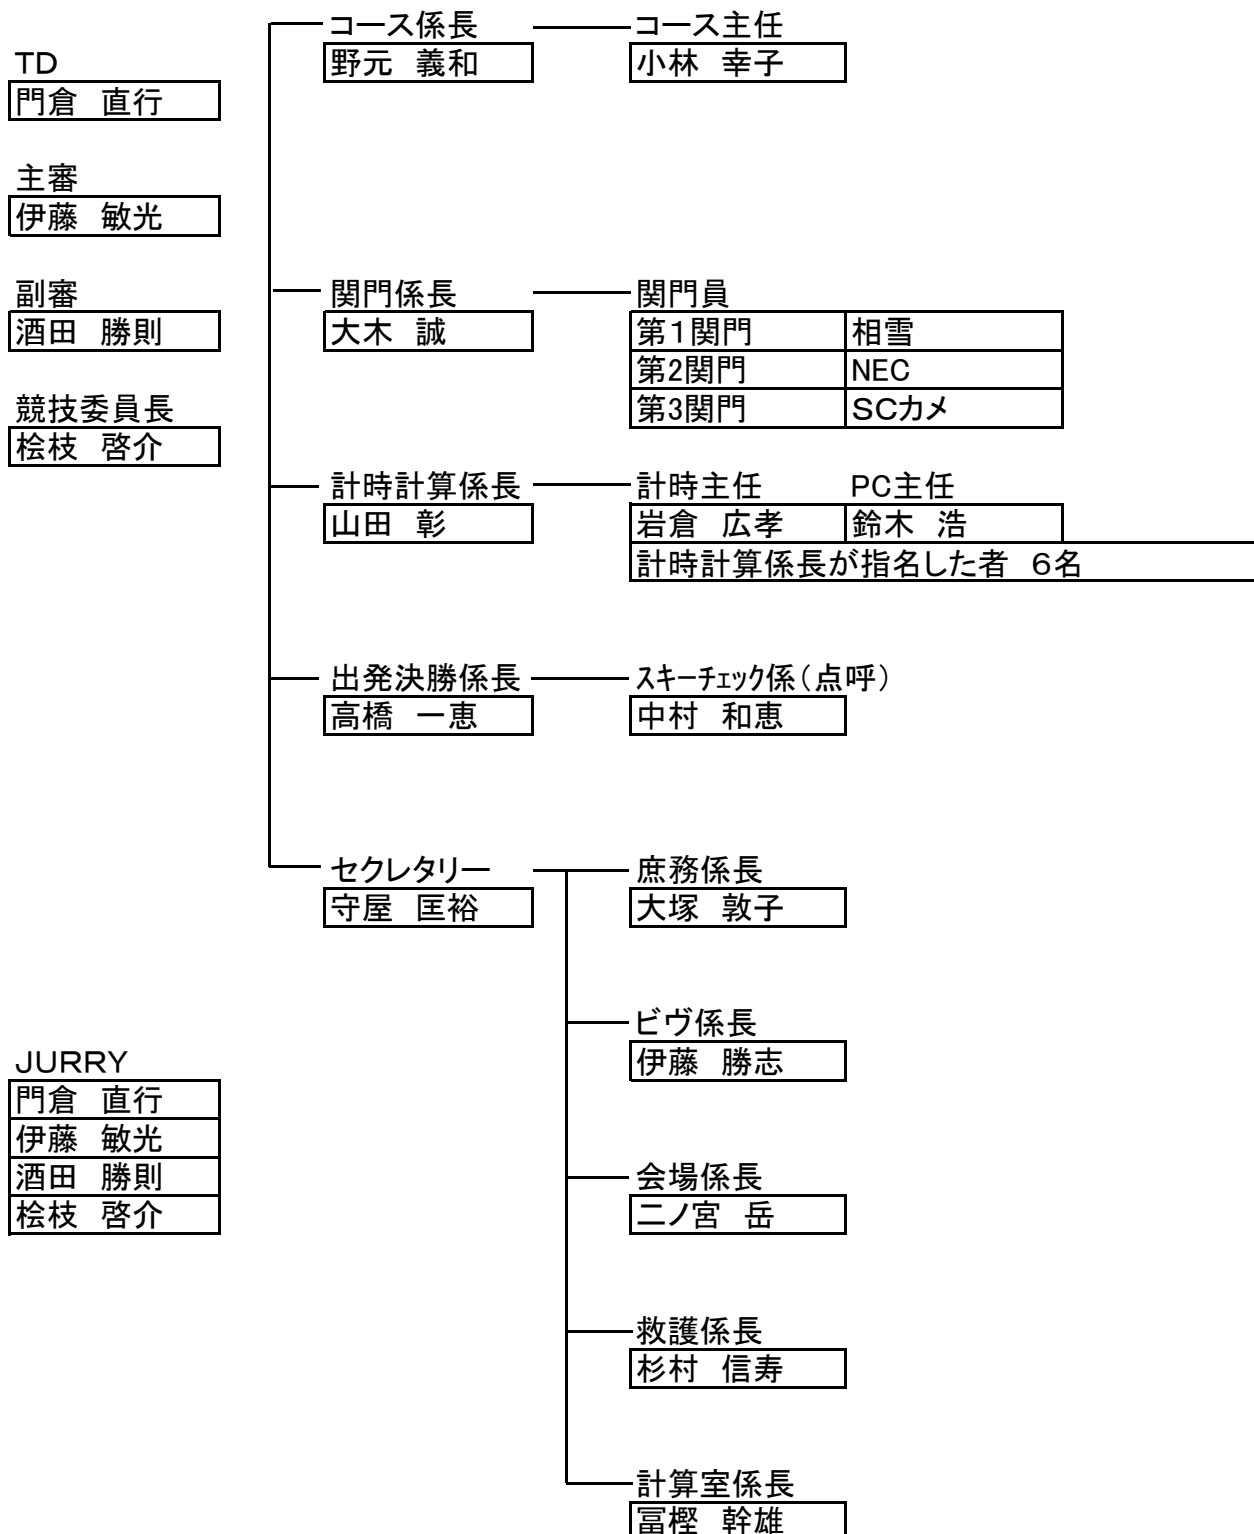 コース係長 コース主任
野元 義和 小林 幸子
TD
門倉 直行
主審
伊藤 敏光
副審
酒田 勝則
競技委員長
桧枝 啓介
関門係長 関門員
大木 誠 第1関門 相雪
第2関門 NEC
第3関門 SCカメ
計時計算係長 計時主任 PC主任
山田 彰 岩倉 広孝 鈴木 浩
計時計算係長が指名した者 6名
出発決勝係長 スキーチェック係(点呼)
高橋 一恵 中村 和恵
セクレタリー 庶務係長
守屋 匡裕 大塚 敦子
ビヴ係長
伊藤 勝志
JURRY
門倉 直行
伊藤 敏光
酒田 勝則
桧枝 啓介
会場係長
二ノ宮 岳
救護係長
杉村 信寿
計算室係長
冨樫 幹雄